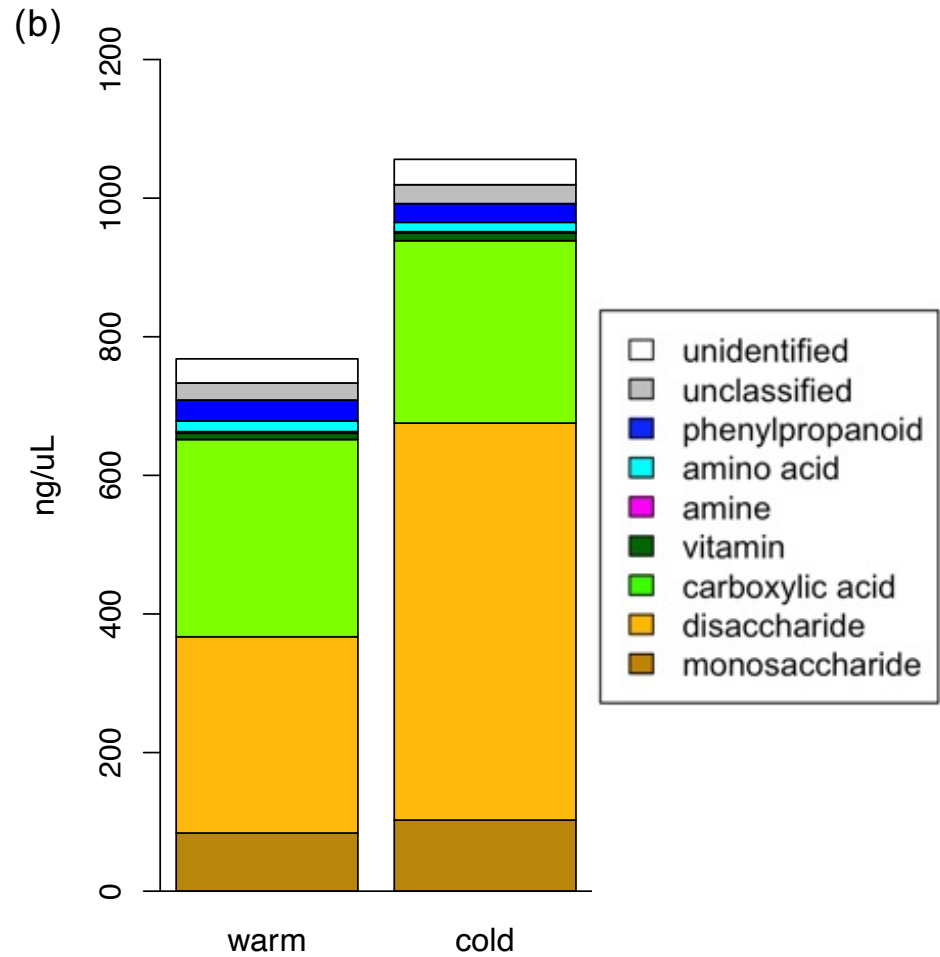 (b)
1200
1000
800
600
400
200
0
ng/uL
warm
cold
unidentified
unclassified
phenylpropanoid
amino acid
amine
vitamin
carboxylic acid
disaccharide
monosaccharide